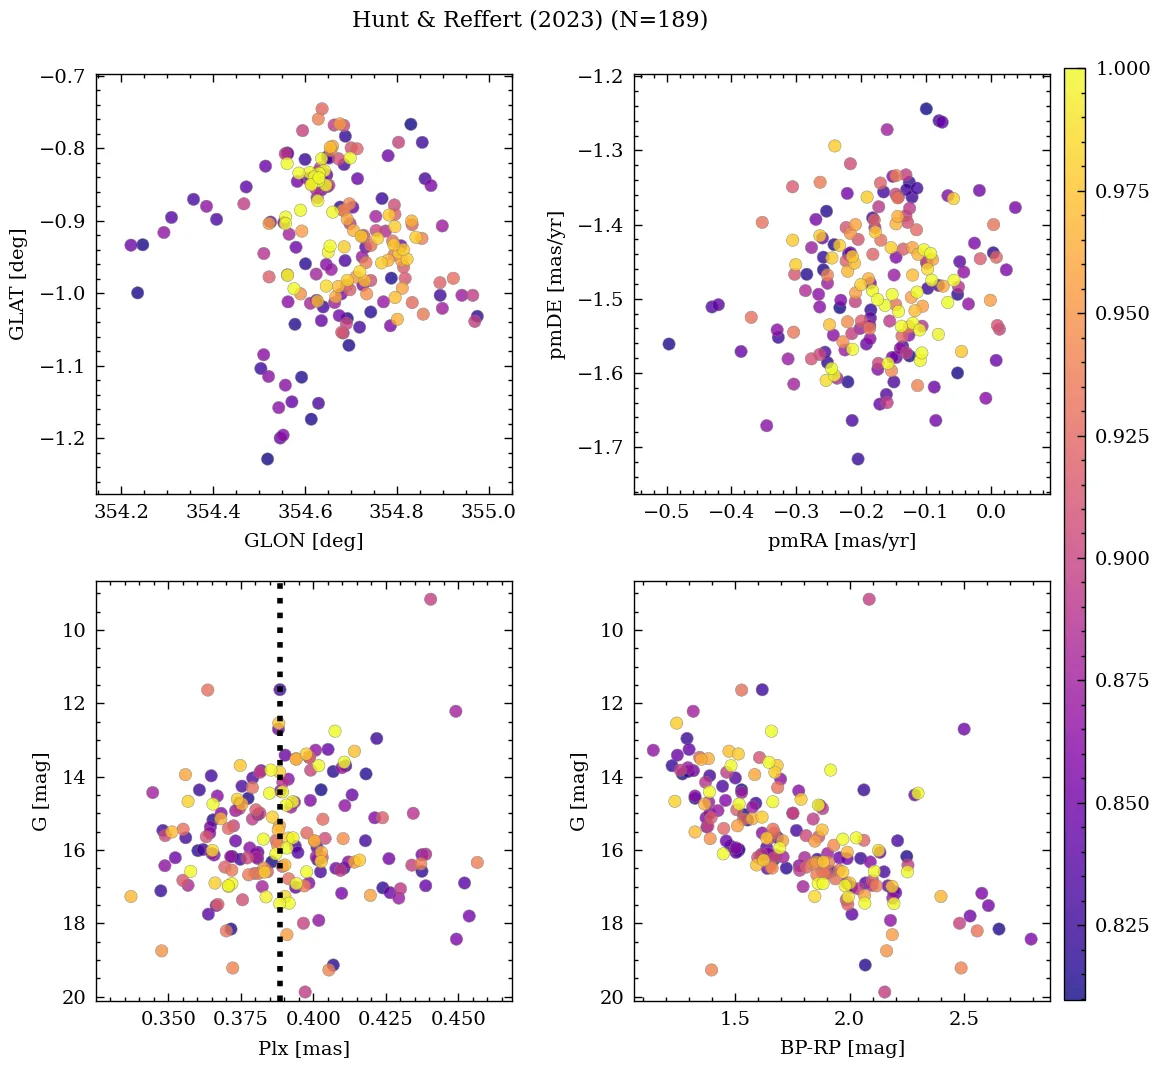 Hunt & Reffert (2023) (N=189)
−0.7
−0.8
−0.9
−1.0
−1.1
−1.2
GLAT [deg]
354.2 354.4 354.6 354.8 355.0
GLON [deg]
−1.2
−1.3
−1.4
−1.5
−1.6
−1.7
pmDE [mas/yr]
−0.5 −0.4 −0.3 −0.2 −0.1 0.0
pmRA [mas/yr]
10
12
14
16
18
20
G [mag]
0.350 0.375 0.400 0.425 0.450
Plx [mas]
10
12
14
16
18
20
G [mag]
1.5 2.0 2.5
BP-RP [mag]
1.000
0.975
0.950
0.925
0.900
0.875
0.850
0.825